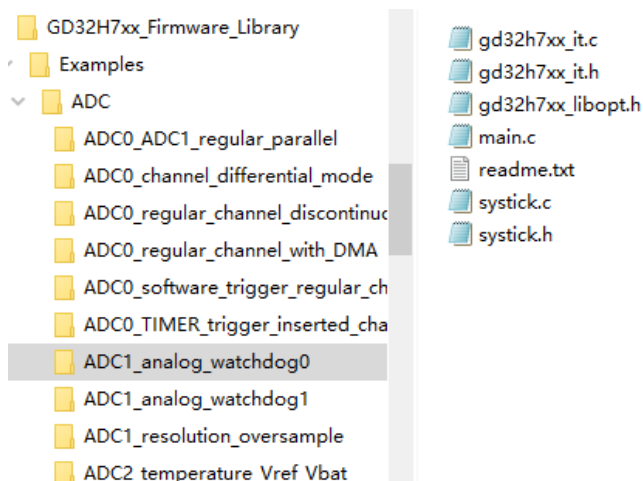 GD32H7xx_Firmware_Library
Examples
ADC
ADC0_ADC1_regular_parallel
ADC0_channel_differential_mode
ADC0_regular_channel_discontinuc
ADC0_regular_channel_with_DMA
ADC0_software_trigger_regular_ch
ADC0_TIMER_trigger_inserted_cha
ADC1_analog_watchdog0
ADC1_analog_watchdog1
ADC1_resolution_oversample
ADC2_temperature_Vref_Vbat
gd32h7xx_it.c
gd32h7xx_it.h
gd32h7xx_libopt.h
main.c
readme.txt
systick.c
systick.h